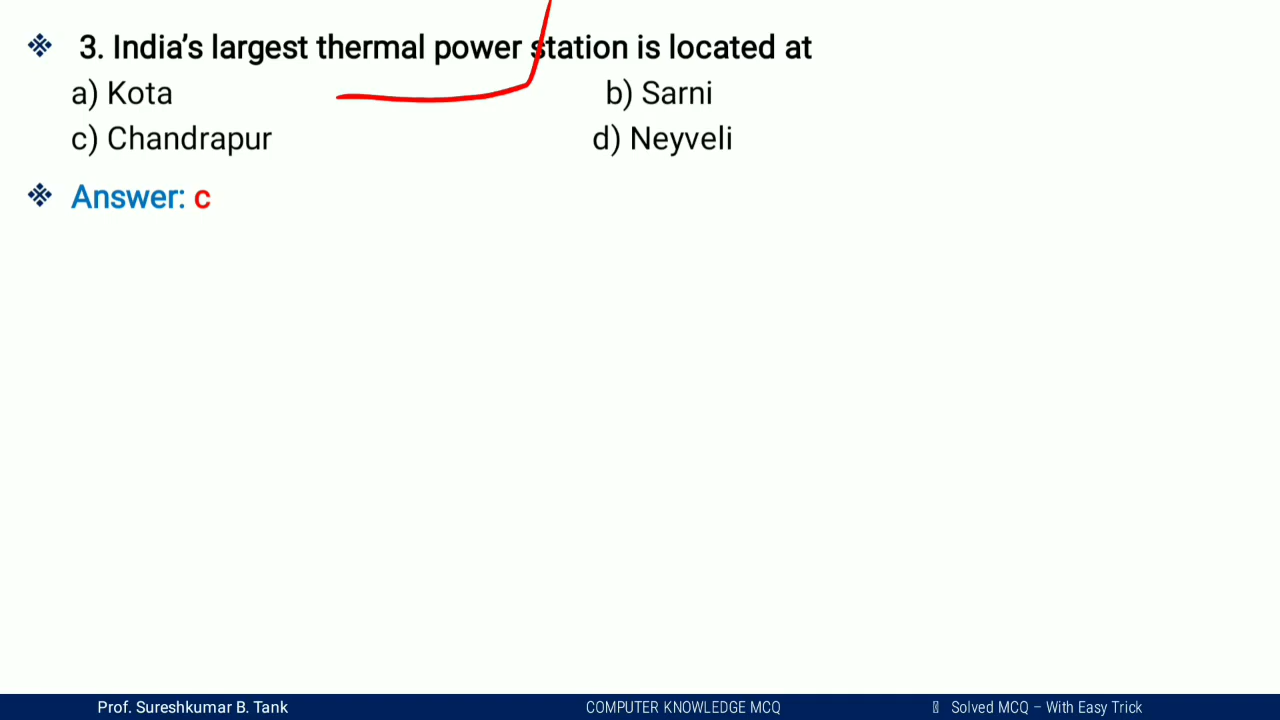 ❖ 3. India’s largest thermal power station is located at
a) Kota b) Sarni
c) Chandrapur d) Neyveli
❖ Answer: c
Prof. Sureshkumar B. Tank COMPUTER KNOWLEDGE MCQ Solved MCQ – With Easy Trick